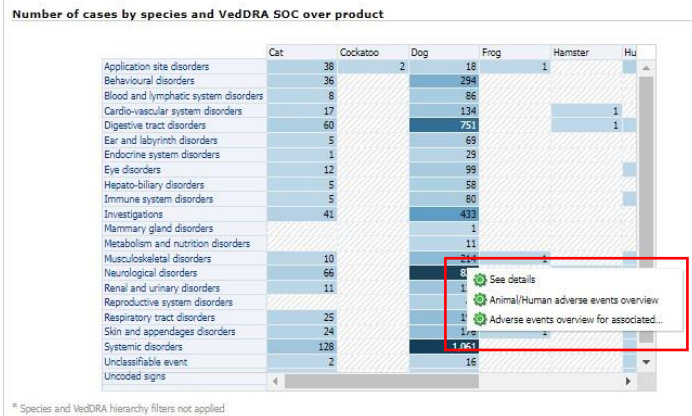 Number of cases by species and VedDRA SOC over product
Cat Cockatoo Dog Frog Hamster Hu
Application site disorders 38 2 18 1
Behavioural disorders 36 294
Blood and lymphatic system disorders 8 86
Cardio-vascular system disorders 17 134 1
Digestive tract disorders 60 751 1
Ear and labyrinth disorders 5 69
Endocrine system disorders 1 29
Eye disorders 12 99
Hepato-biliary disorders 5 58
Immune system disorders 5 80
Investigations 41 433
Mammary gland disorders 1
Metabolism and nutrition disorders 11
Musculoskeletal disorders 10 214 1
Neurological disorders 66 8
See details
Renal and urinary disorders 11 1
Animal/Human adverse events overview
Reproductive system disorders
Respiratory tract disorders 25 1
Adverse events overview for associated...
Skin and appendages disorders 24 176 1
Systemic disorders 128 1,061
Unclassifiable event 2 16
Uncoded signs
* Species and VedDRA hierarchy filters not applied